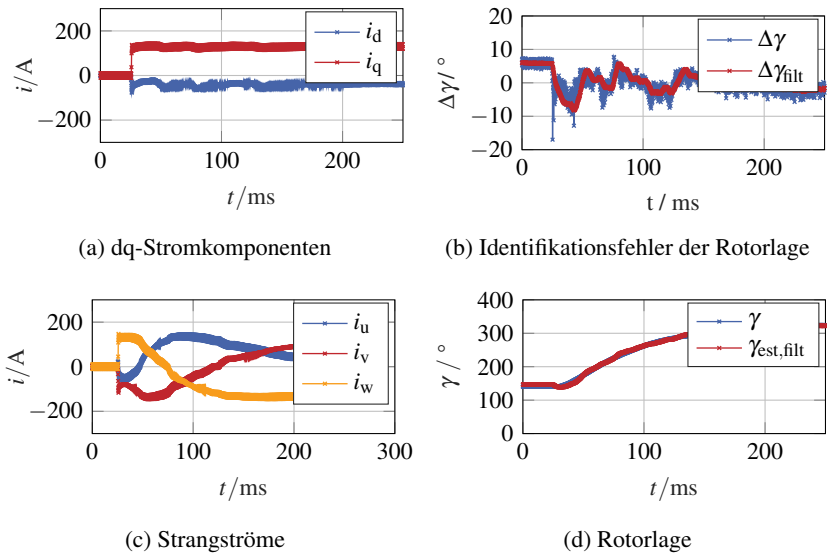 200
0
−200
i/A
i_d
i_q
0
100
200
t/ms
(a) dq-Stromkomponenten
20
10
0
−10
−20
Δγ/ °
Δγ
Δγ_filt
0
100
200
t / ms
(b) Identifikationsfehler der Rotorlage
200
0
−200
i/A
i_u
i_v
i_w
0
100
200
300
t/ms
(c) Strangströme
400
300
200
100
0
γ / °
γ
γ_est,filt
0
100
200
t/ms
(d) Rotorlage